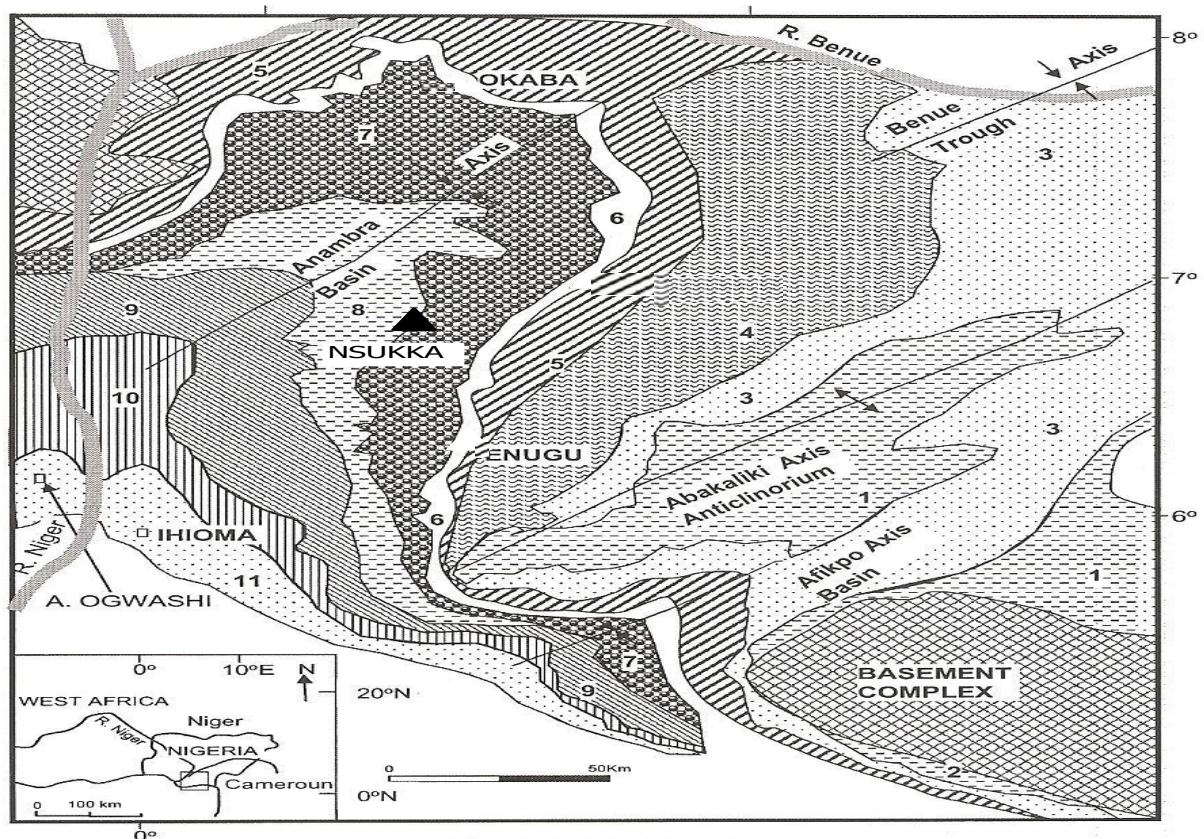 8°
R. Benue
Axis
5
OKABA
Benue
Trough
7
Axis
3
6
Anambra
Basin
7°
9
8
NSUKKA
4
5
10
3
3
ENUGU
Abakaliki Axis
Anticlinorium
1
6
6°
R. Niger
IHIOMA
Afikpo Axis
Basin
11
1
A. OGWASHI
7
BASEMENT
COMPLEX
9
0°
10°E
N
20°N
WEST AFRICA
R. Niger
Niger
NIGERIA
Cameroun
2
0
50Km
0°N
0
100 km
0°